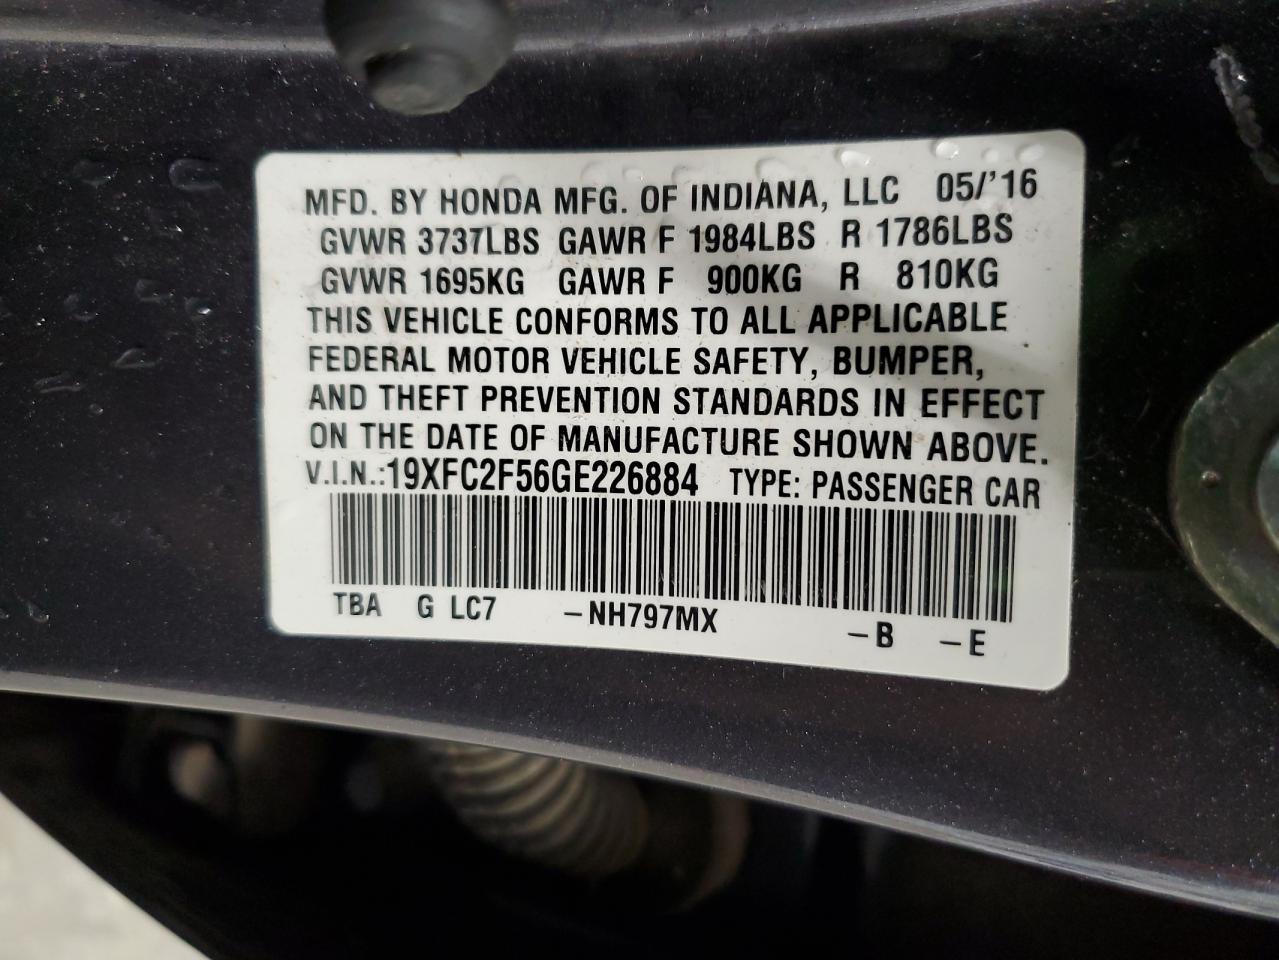 MFD. BY HONDA MFG. OF INDIANA, LLC 05/'16
GVWR 3737LBS GAWR F 1984LBS R 1786LBS
GVWR 1695KG GAWR F 900KG R 810KG
THIS VEHICLE CONFORMS TO ALL APPLICABLE
FEDERAL MOTOR VEHICLE SAFETY, BUMPER,
AND THEFT PREVENTION STANDARDS IN EFFECT
ON THE DATE OF MANUFACTURE SHOWN ABOVE.
V.I.N.:19XFC2F56GE226884 TYPE: PASSENGER CAR
TBA G LC7 –NH797MX –B –E